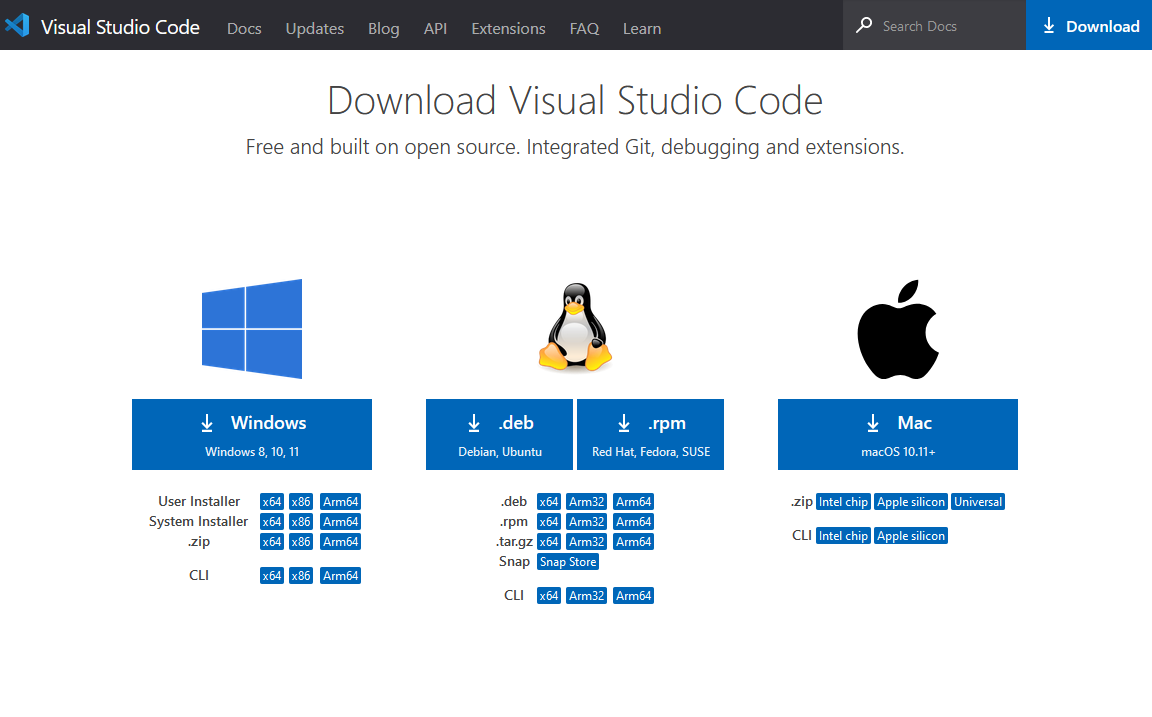 Visual Studio Code Docs Updates Blog API Extensions FAQ Learn Search Docs Download
Download Visual Studio Code
Free and built on open source. Integrated Git, debugging and extensions.
Windows
Windows 8, 10, 11
User Installer x64 x86 Arm64
System Installer x64 x86 Arm64
.zip x64 x86 Arm64
CLI x64 x86 Arm64
.deb
Debian, Ubuntu
.rpm
Red Hat, Fedora, SUSE
.deb x64 Arm32 Arm64
.rpm x64 Arm32 Arm64
.tar.gz x64 Arm32 Arm64
Snap Snap Store
CLI x64 Arm32 Arm64
Mac
macOS 10.11+
.zip Intel chip Apple silicon Universal
CLI Intel chip Apple silicon